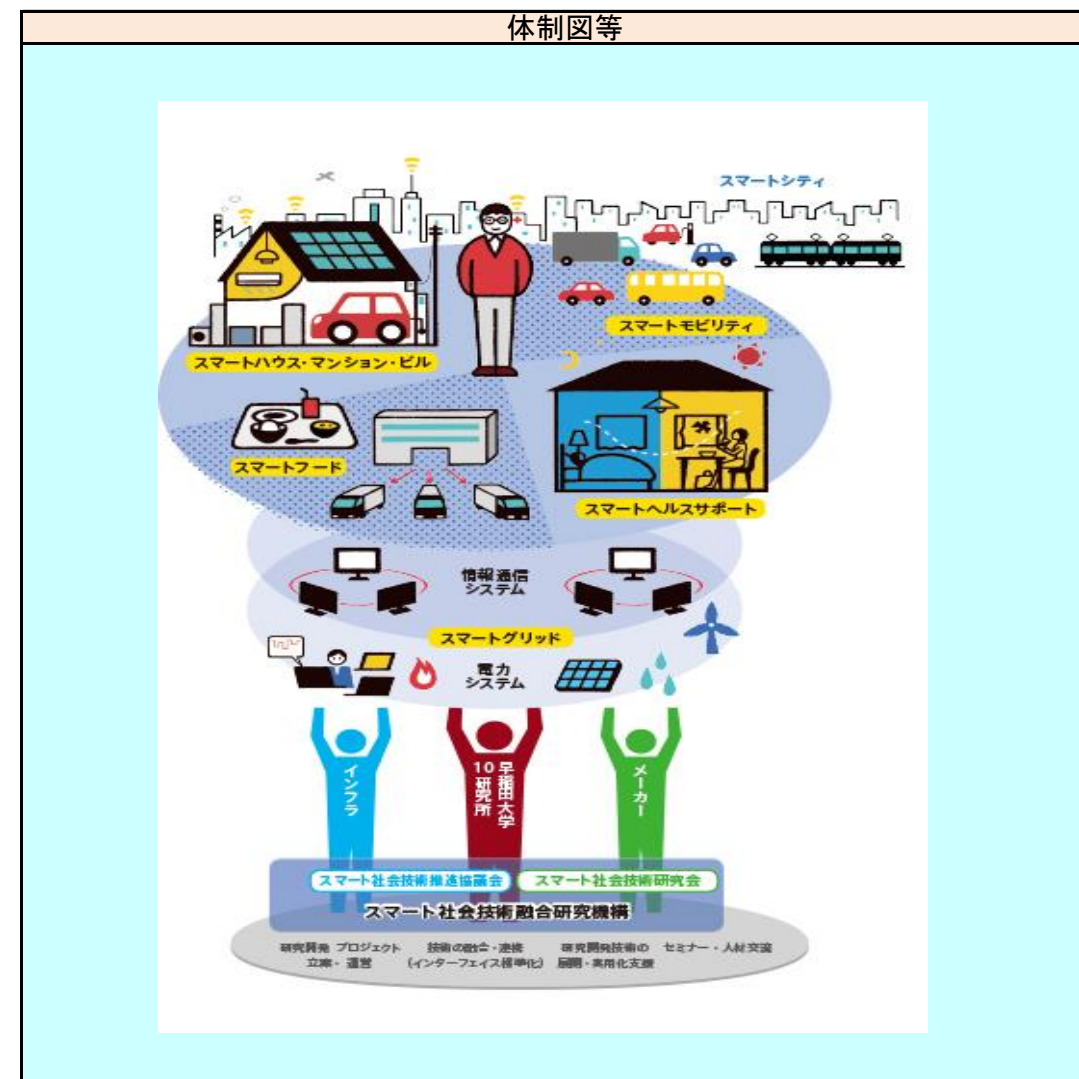 体制図等
スマートシティ
スマートモビリティ
スマートハウス・マンション・ビル
スマートフード
スマートヘルスサポート
情報通信
システム
スマートグリッド
電力
システム
インフラ
早稲田大学
10研究所
メーカー
スマート社会技術推進協議会
スマート社会技術研究会
スマート社会技術融合研究機構
研究開発 プロジェクト
立案・運営
技術の融合・連携
(インターフェイス標準化)
研究開発技術の
展開・実用化支援
セミナー・人材交流